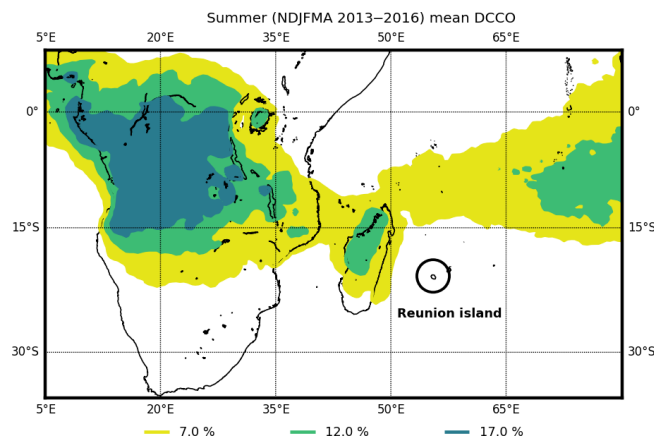 Summer (NDJFMA 2013−2016) mean DCCO
5°E 20°E 35°E 50°E 65°E
0° 0°
15°S 15°S
Reunion island
30°S 30°S
5°E 20°E 35°E 50°E 65°E
7.0 % 12.0 % 17.0 %